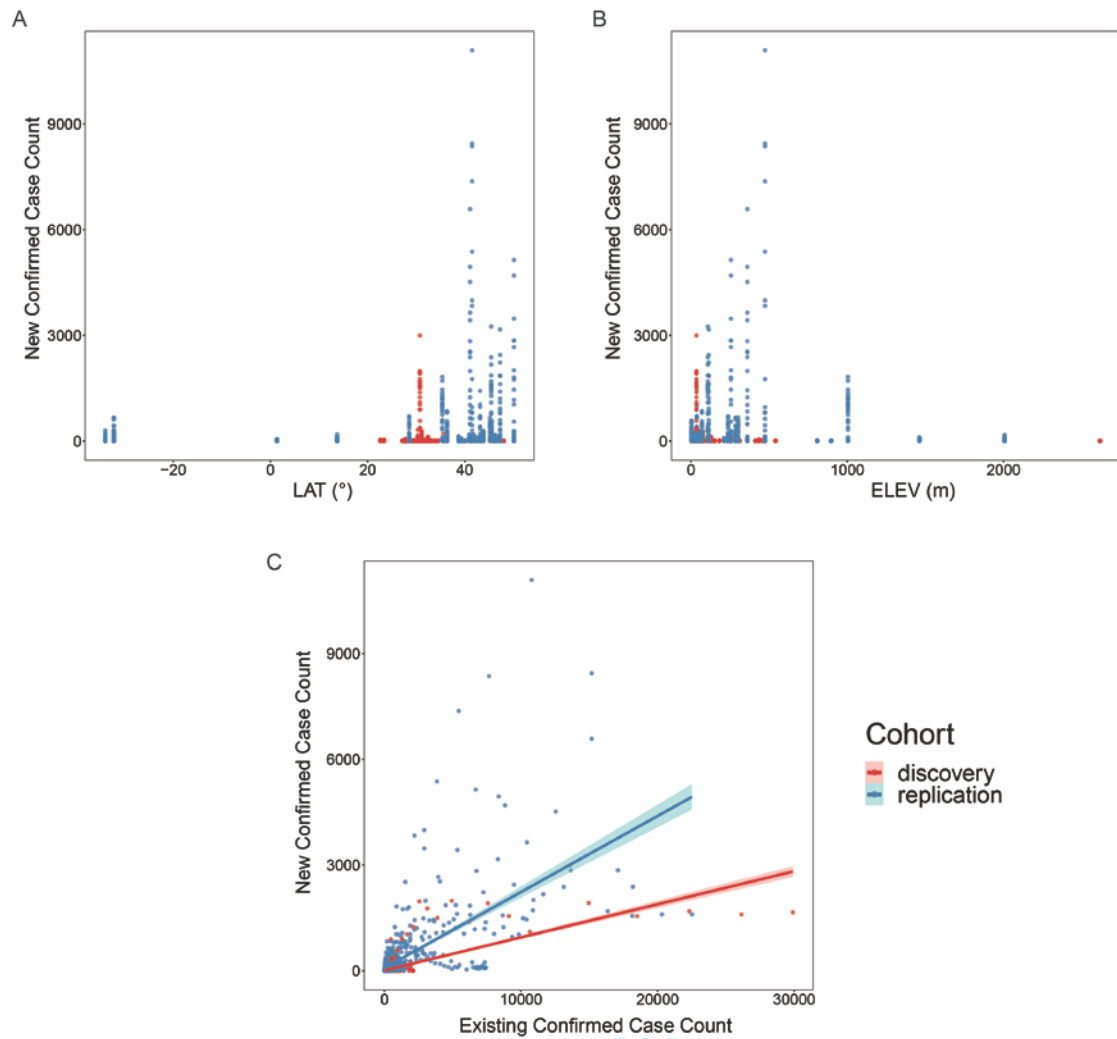 A
New Confirmed Case Count
9000
6000
3000
0
−20
0
20
40
LAT (°)
B
New Confirmed Case Count
9000
6000
3000
0
0
1000
2000
ELEV (m)
C
New Confirmed Case Count
9000
6000
3000
0
0
10000
20000
30000
Existing Confirmed Case Count
Cohort
discovery
replication